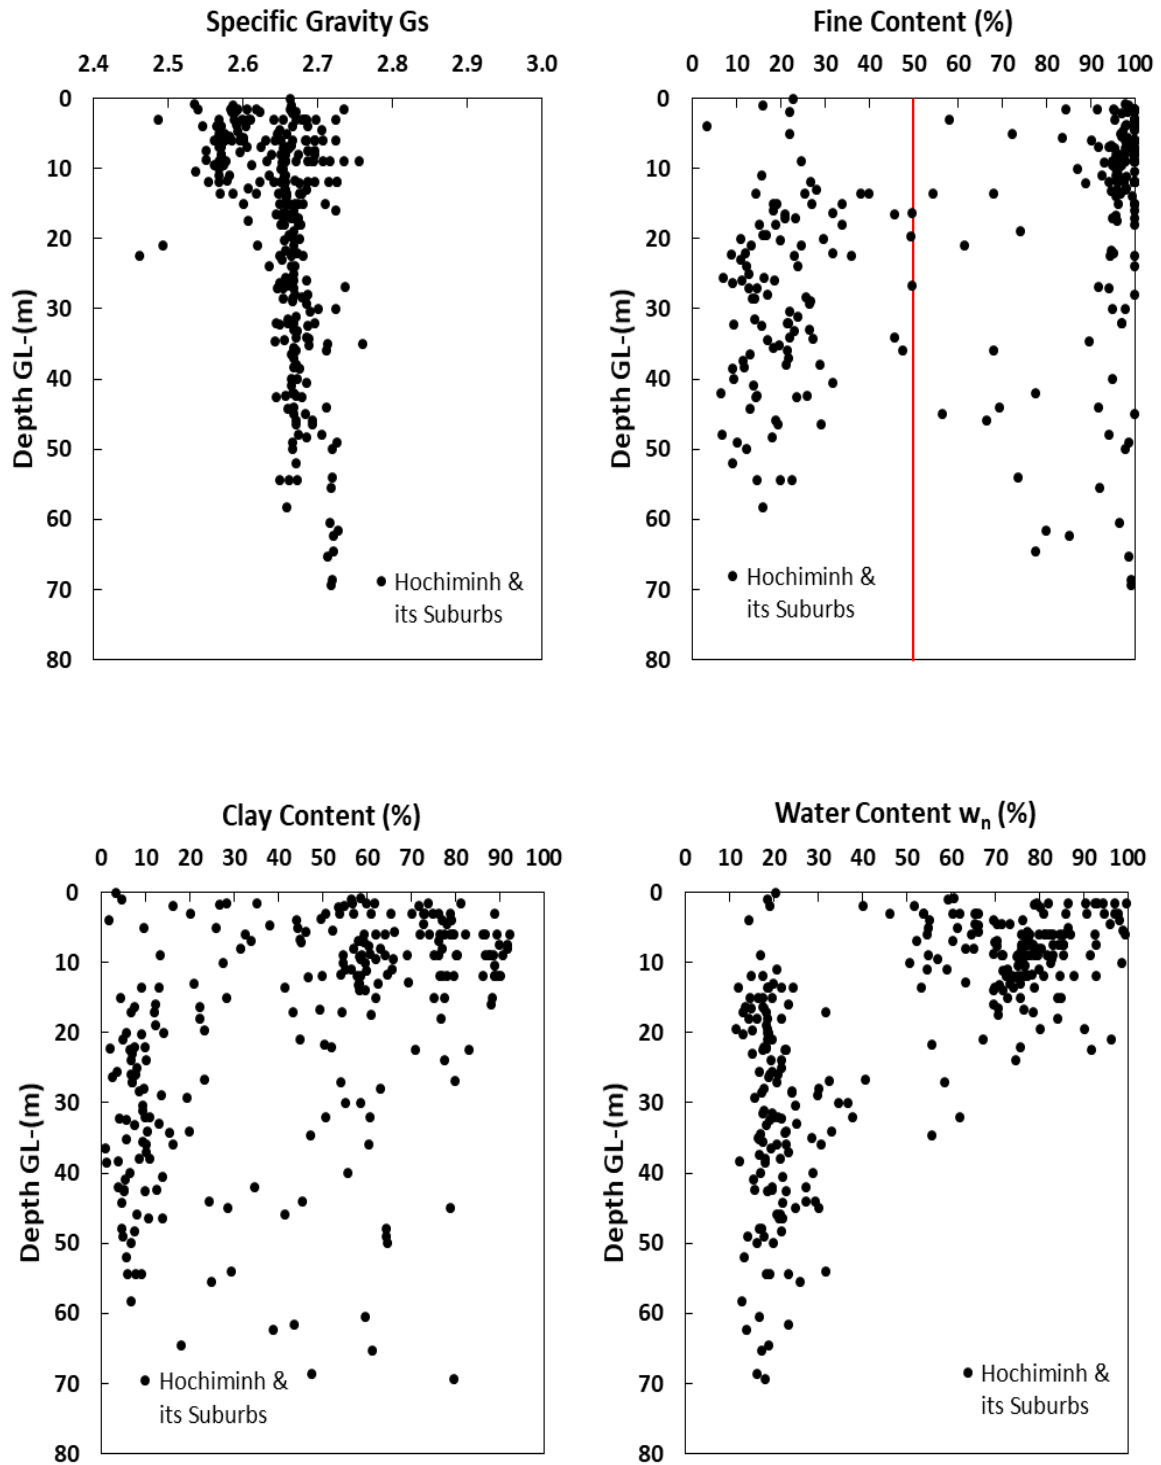 Specific Gravity Gs
2.4 2.5 2.6 2.7 2.8 2.9 3.0
0
10
20
30
40
50
60
70
80
Depth GL-(m)
Hochiminh &
its Suburbs
Fine Content (%)
0 10 20 30 40 50 60 70 80 90 100
0
10
20
30
40
50
60
70
80
Depth GL-(m)
Hochiminh &
its Suburbs
Clay Content (%)
0 10 20 30 40 50 60 70 80 90 100
0
10
20
30
40
50
60
70
80
Depth GL-(m)
Hochiminh &
its Suburbs
Water Content wn (%)
0 10 20 30 40 50 60 70 80 90 100
0
10
20
30
40
50
60
70
80
Depth GL-(m)
Hochiminh &
its Suburbs